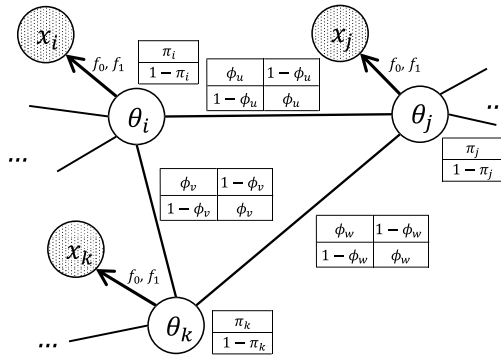 x_i
f_0, f_1
π_i
1 − π_i
θ_i
ϕ_u 1 − ϕ_u
1 − ϕ_u ϕ_u
x_j
f_0, f_1
θ_j
π_j
1 − π_j
...
...
ϕ_v 1 − ϕ_v
1 − ϕ_v ϕ_v
ϕ_w 1 − ϕ_w
1 − ϕ_w ϕ_w
x_k
f_0, f_1
θ_k
π_k
1 − π_k
...